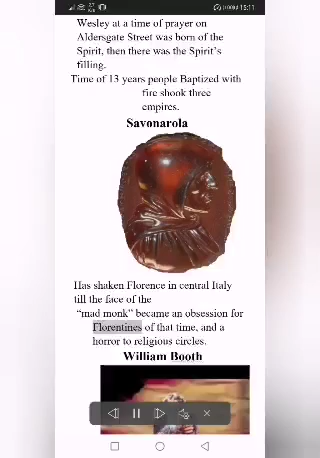 15:11
Wesley at a time of prayer on
Aldersgate Street was born of the
Spirit, then there was the Spirit's
filling.
Time of 13 years people Baptized with
fire shook three
empires.
Savonarola
Has shaken Florence in central Italy
till the face of the
“mad monk” became an obsession for
Florentines of that time, and a
horror to religious circles.
William Booth